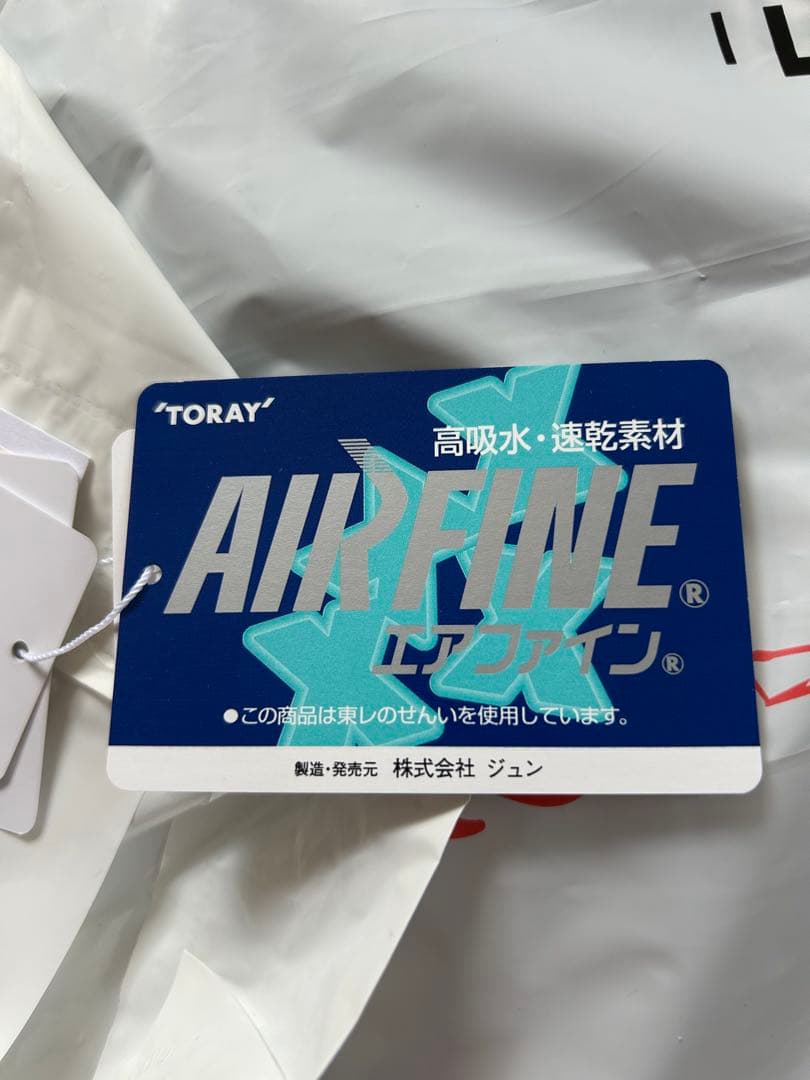 'TORAY'
高吸水・速乾素材
AIRFINE®
エアファイン®
●この商品は東レのせんいを使用しています。
製造・発売元 株式会社 ジュン